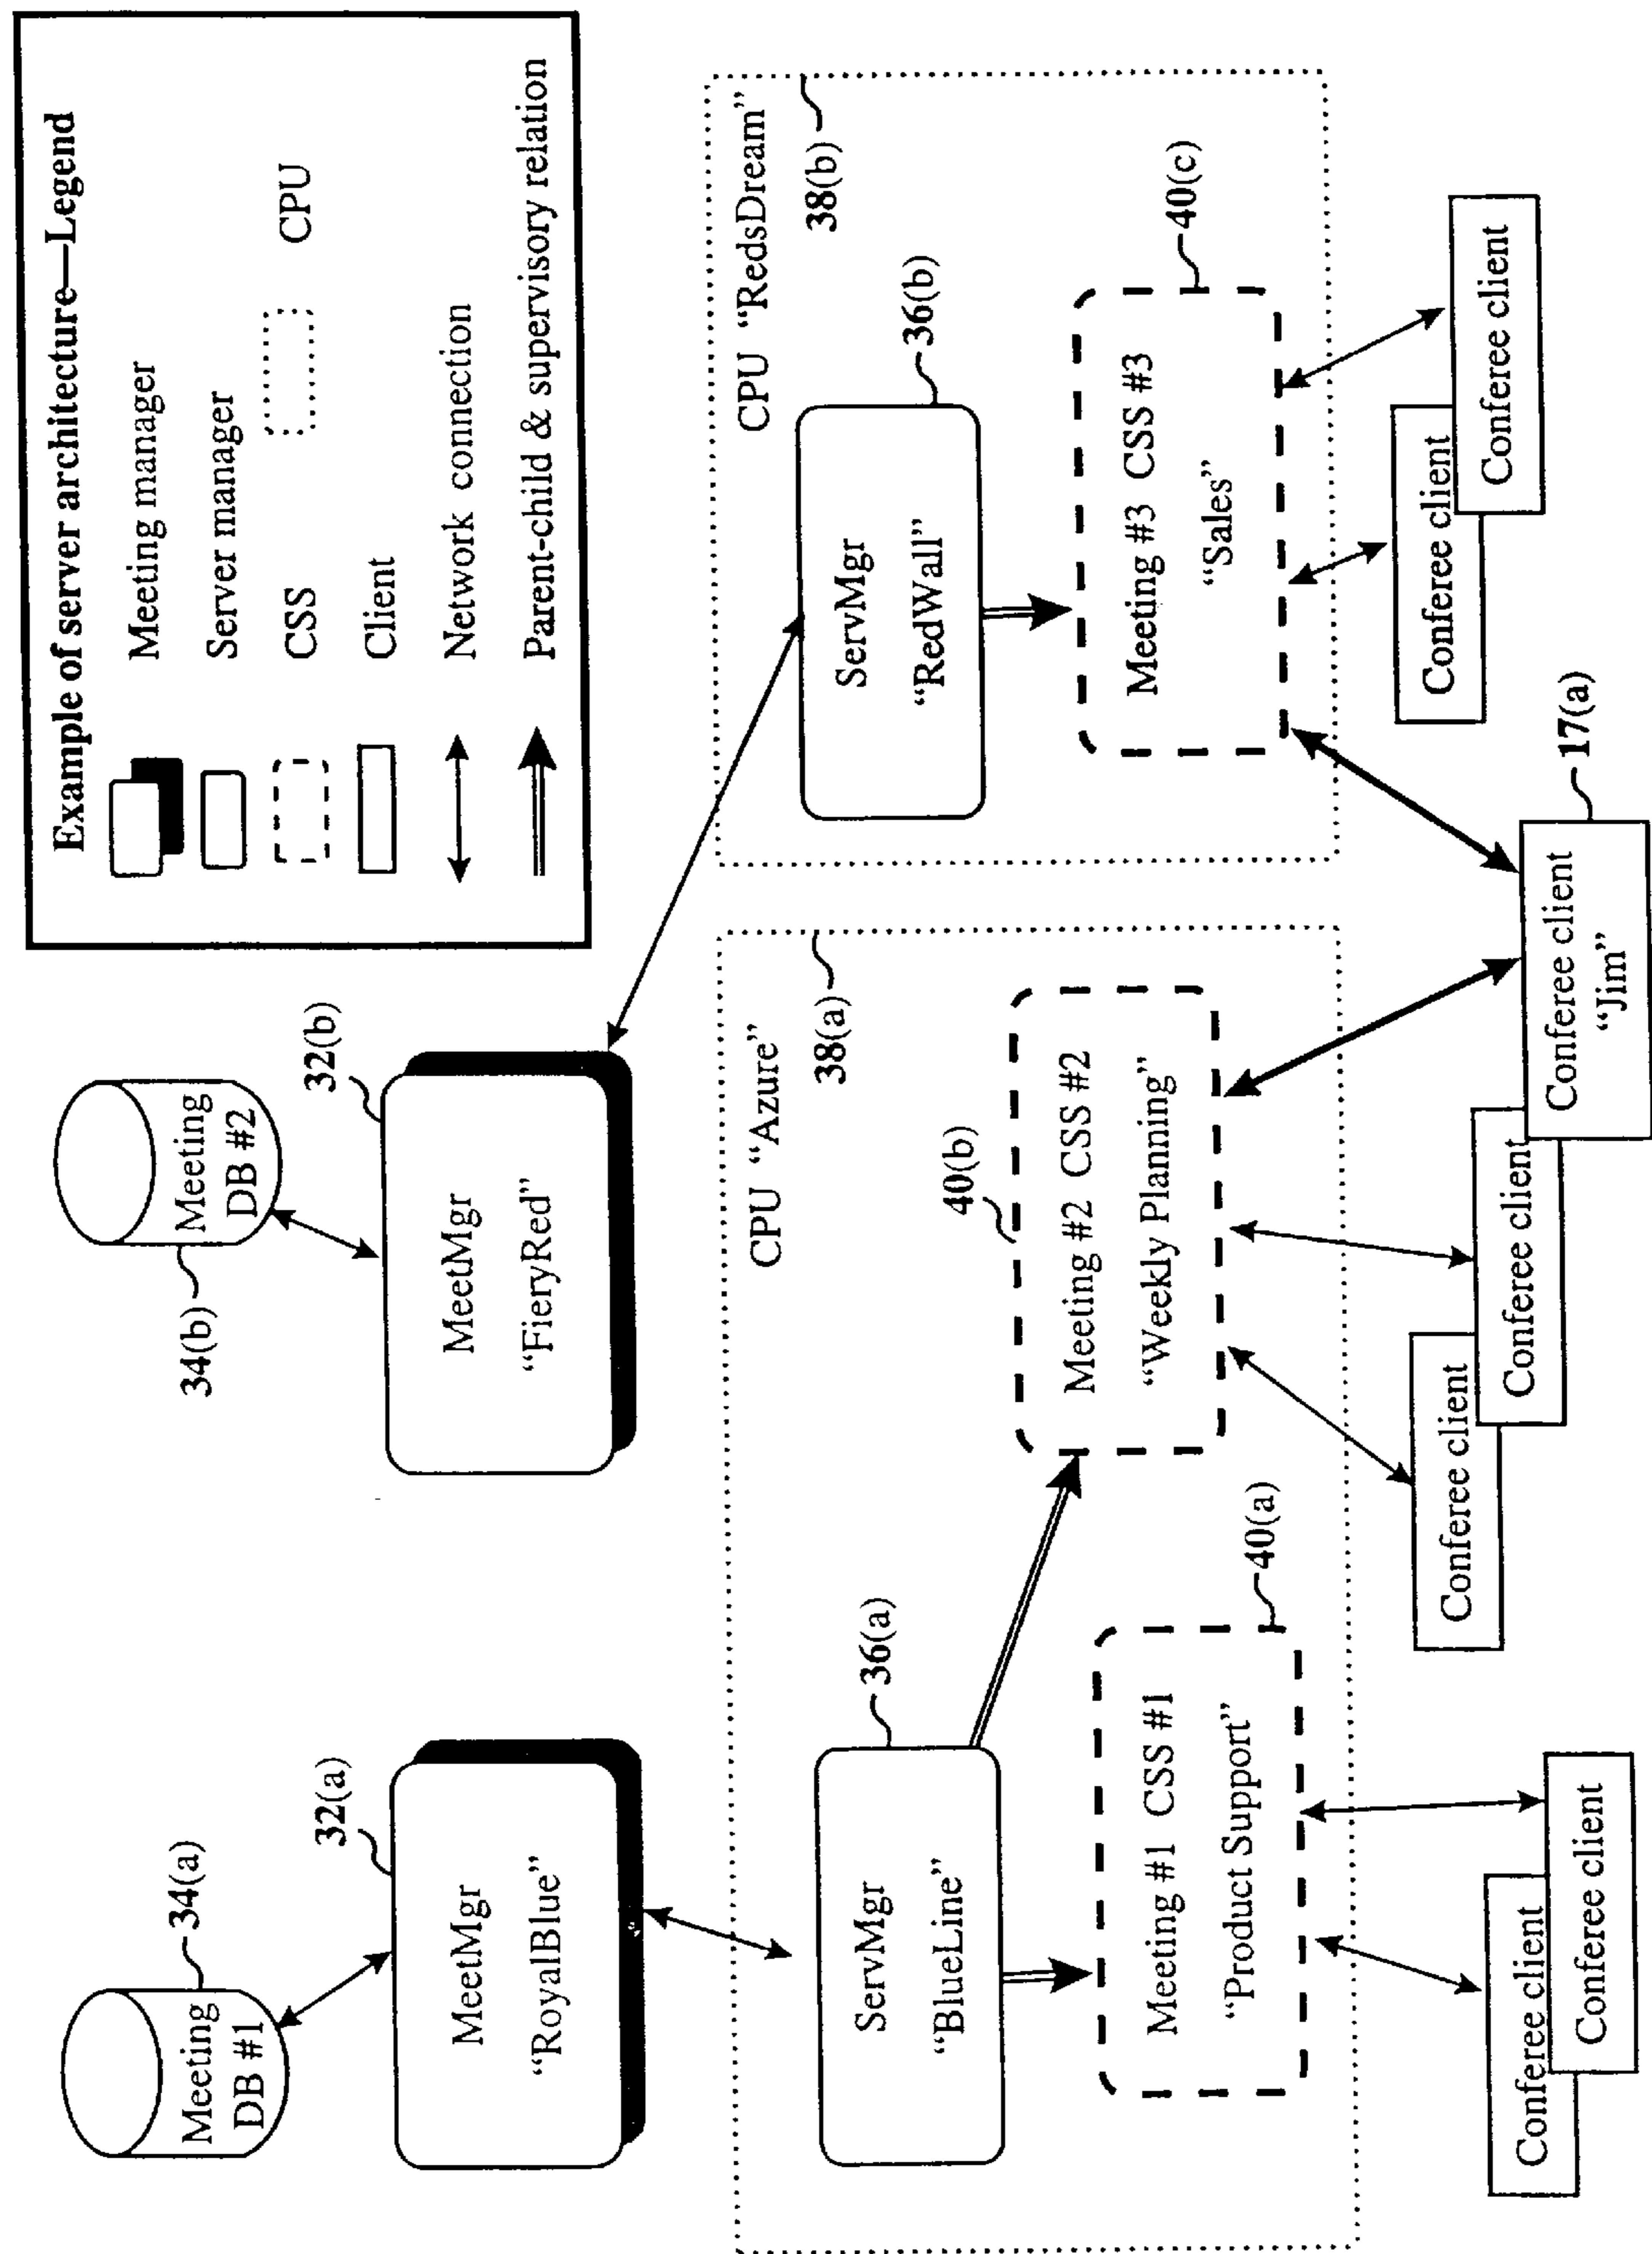 Example of server architecture—Legend
Meeting manager
Server manager
CSS
CPU
Client
Network connection
Parent-child & supervisory relation
34(a)
Meeting
DB #1
32(a)
MeetMgr
“RoyalBlue”
34(b)
Meeting
DB #2
32(b)
MeetMgr
“FieryRed”
CPU “Azure”
38(a)
ServMgr
“BlueLine”
36(a)
Meeting #1 CSS #1
“Product Support”
40(a)
40(b)
Meeting #2 CSS #2
“Weekly Planning”
CPU “RedsDream”
38(b)
ServMgr
“RedWall”
36(b)
Meeting #3 CSS #3
“Sales”
40(c)
Conferee client
Conferee client
Conferee client
Conferee client
Conferee client
“Jim”
17(a)
Conferee client
Conferee client